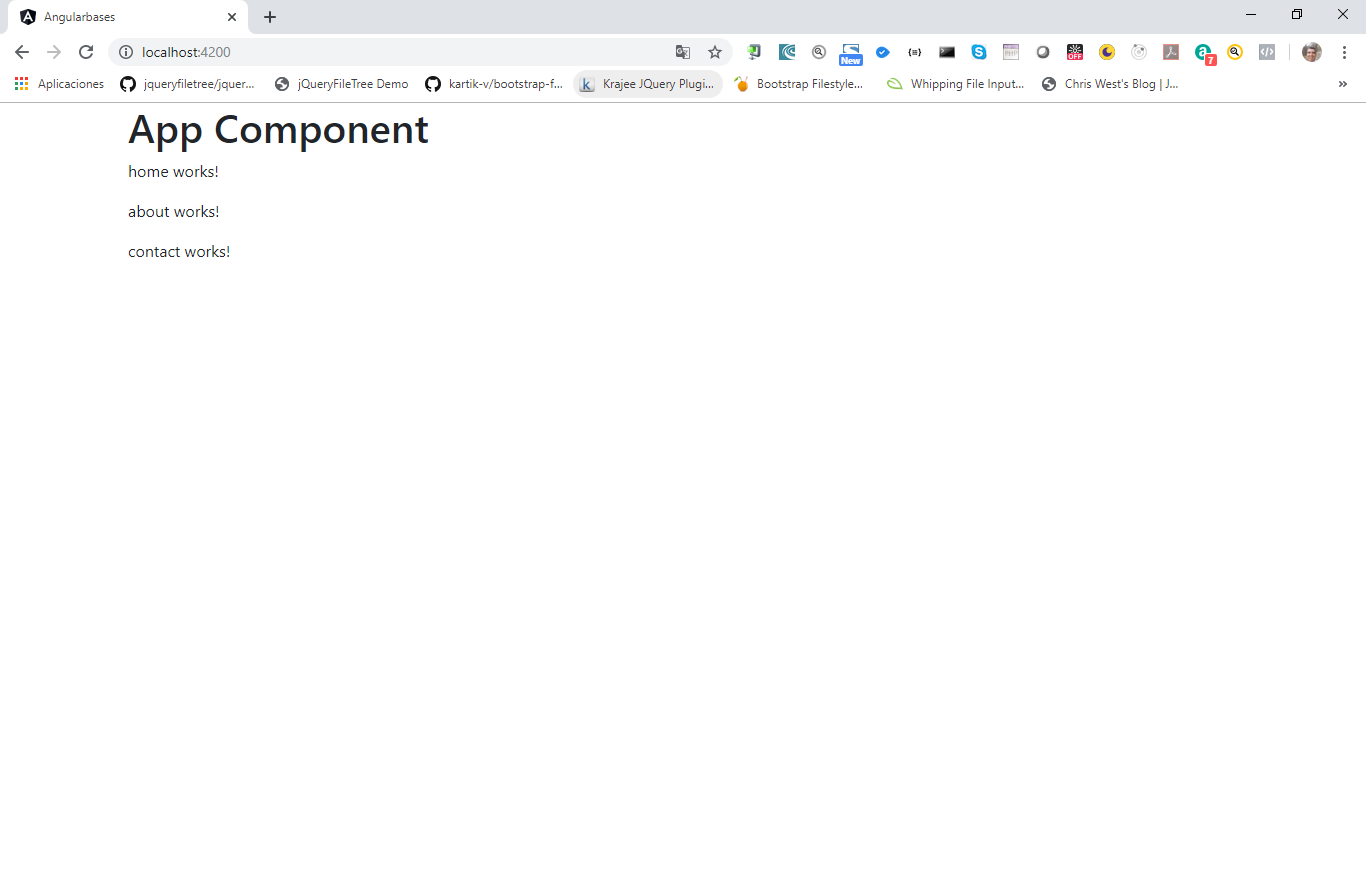 Angularbases
localhost:4200
New
OFF
7
Aplicaciones jqueryfiletree/jquer... jQueryFileTree Demo kartik-v/bootstrap-f... Krajee JQuery Plugi... Bootstrap Filestyle... Whipping File Input... Chris West's Blog | J...
App Component
home works!
about works!
contact works!